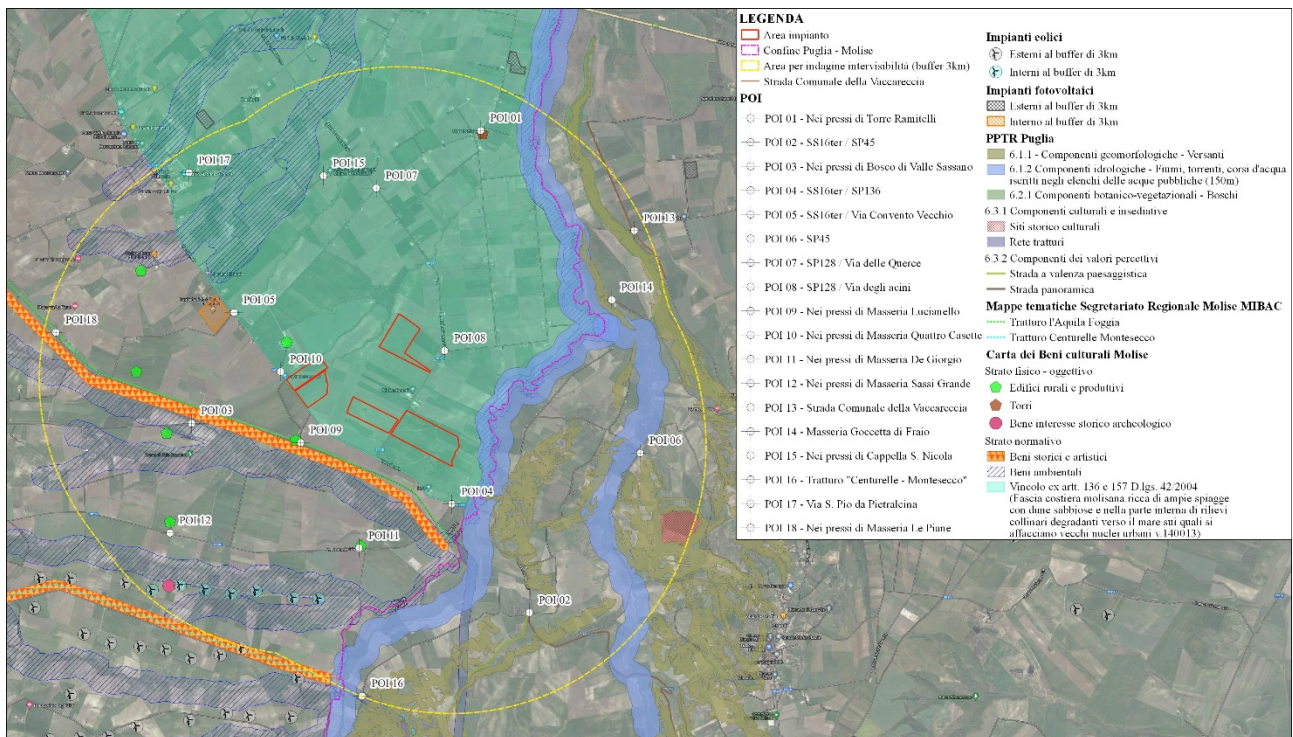 LEGENDA
Area impianto
Confine Puglia - Molise
Area per indagine intervisibilità (buffer 3km)
Strada Comunale della Vaccareccia
POI
POI 01 - Nei pressi di Torre Ramitelli
POI 02 - SS16ter / SP45
POI 03 - Nei pressi di Bosco di Valle Sassano
POI 04 - SS16ter / SP136
POI 05 - SS16ter / Via Convento Vecchio
POI 06 - SP45
POI 07 - SP128 / Via delle Querce
POI 08 - SP128 / Via degli acini
POI 09 - Nei pressi di Masseria Lucianello
POI 10 - Nei pressi di Masseria Quattro Casette
POI 11 - Nei pressi di Masseria De Giorgio
POI 12 - Nei pressi di Masseria Sassi Grande
POI 13 - Strada Comunale della Vaccareccia
POI 14 - Masseria Goccetta di Fraio
POI 15 - Nei pressi di Cappella S. Nicola
POI 16 - Tratturo "Centurelle - Montesecco"
POI 17 - Via S. Pio da Pietralcina
POI 18 - Nei pressi di Masseria Le Piane
Impianti eolici
Esterni al buffer di 3km
Interni al buffer di 3km
Impianti fotovoltaici
Esterni al buffer di 3km
Interno al buffer di 3km
PPTR Puglia
6.1.1 - Componenti geomorfologiche - Versanti
6.1.2 Componenti idrologiche - Fiumi, torrenti, corsi d'acqua
iscritti negli elenchi delle acque pubbliche (150m)
6.2.1 Componenti botanico-vegetazionali - Boschi
6.3.1 Componenti culturali e insediative
Siti storico culturali
Rete tratturi
6.3.2 Componenti dei valori percettivi
Strada a valenza paesaggistica
Strada panoramica
Mappe tematiche Segretariato Regionale Molise MIBAC
Tratturo l'Aquila Foggia
Tratturo Centurelle Montesecco
Carta dei Beni culturali Molise
Strato fisico - oggettivo
Edifici rurali e produttivi
Torri
Bene interesse storico archeologico
Strato normativo
Beni storici e artistici
Beni ambientali
Vincolo ex artt. 136 e 157 D.lgs. 42/2004
(Fascia costiera molisana ricca di ampie spiagge
con dune sabbiose e nella parte interna di rilievi
collinari degradanti verso il mare sui quali si
affacciano vecchi nuclei urbani v.140013)
POI 01
POI 17
POI 15
POI 07
POI 13
POI 14
POI 05
POI 18
POI 08
POI 10
POI 03
POI 09
POI 06
POI 04
POI 12
POI 11
POI 02
POI 16